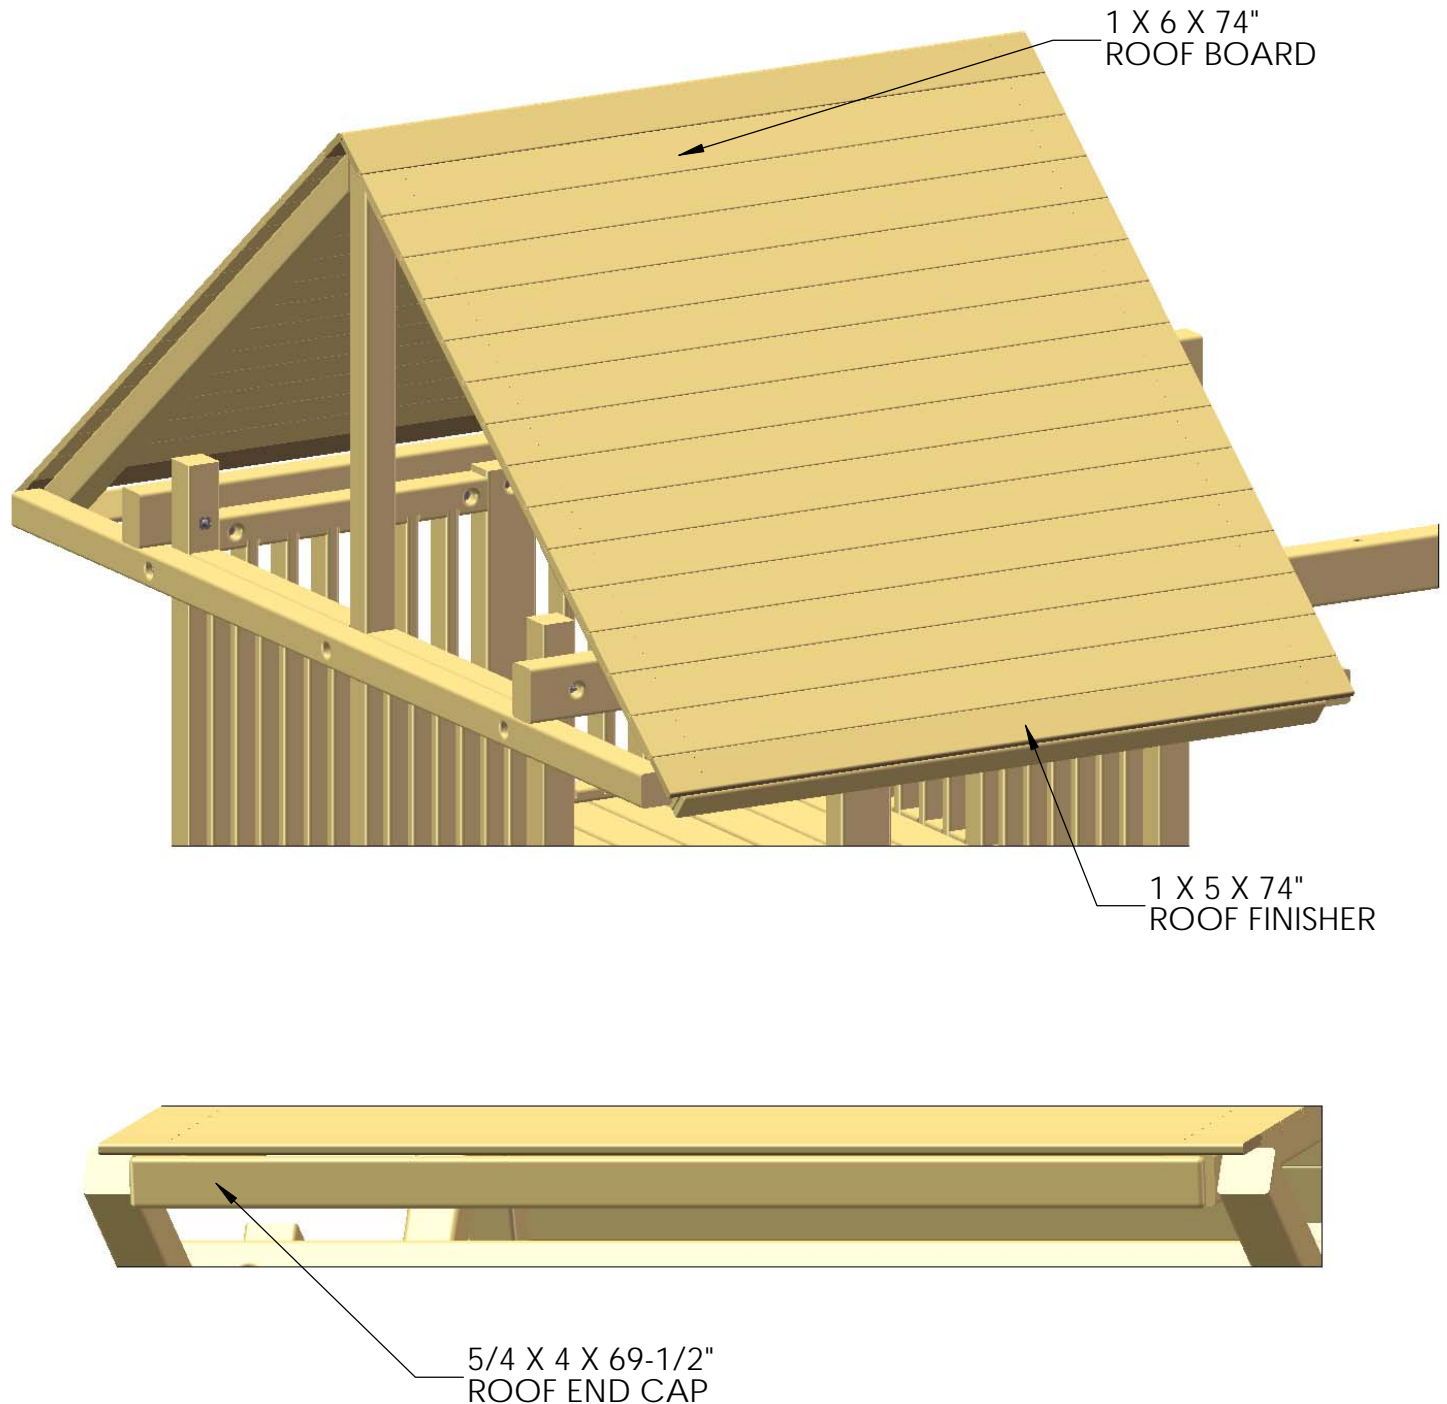 1 X 6 X 74"
ROOF BOARD
1 X 5 X 74"
ROOF FINISHER
5/4 X 4 X 69-1/2"
ROOF END CAP